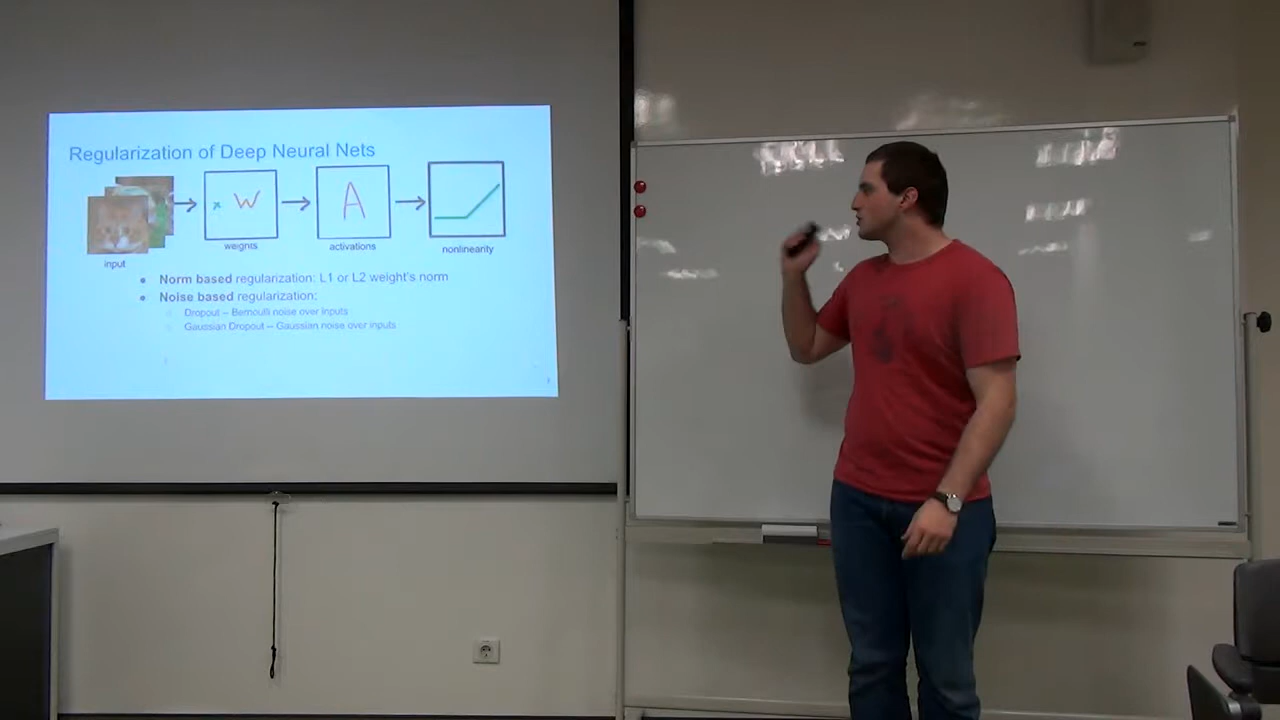 Regularization of Deep Neural Nets
× W
A
input
weights
activations
nonlinearity
● Norm based regularization: L1 or L2 weight's norm
● Noise based regularization:
○ Dropout – Bernoulli noise over inputs
○ Gaussian Dropout – Gaussian noise over inputs